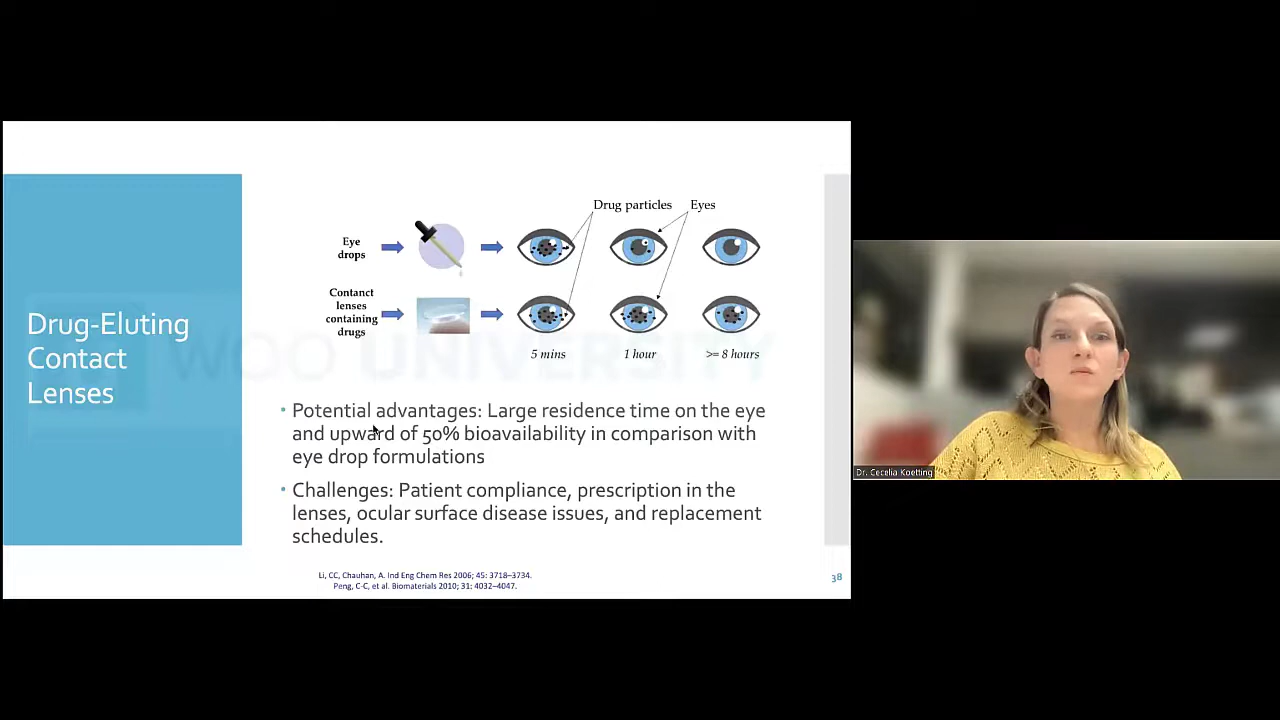 Drug particles Eyes
Eye
drops
Contanct
lenses
containing
drugs
5 mins 1 hour >= 8 hours
Drug-Eluting
Contact
Lenses
WOO UNIVERSITY
• Potential advantages: Large residence time on the eye
and upward of 50% bioavailability in comparison with
eye drop formulations
• Challenges: Patient compliance, prescription in the
lenses, ocular surface disease issues, and replacement
schedules.
Li, CC, Chauhan, A. Ind Eng Chem Res 2006; 45: 3718–3734.
Peng, C-C, et al. Biomaterials 2010; 31: 4032–4047.
38
Dr. Cecelia Koetting